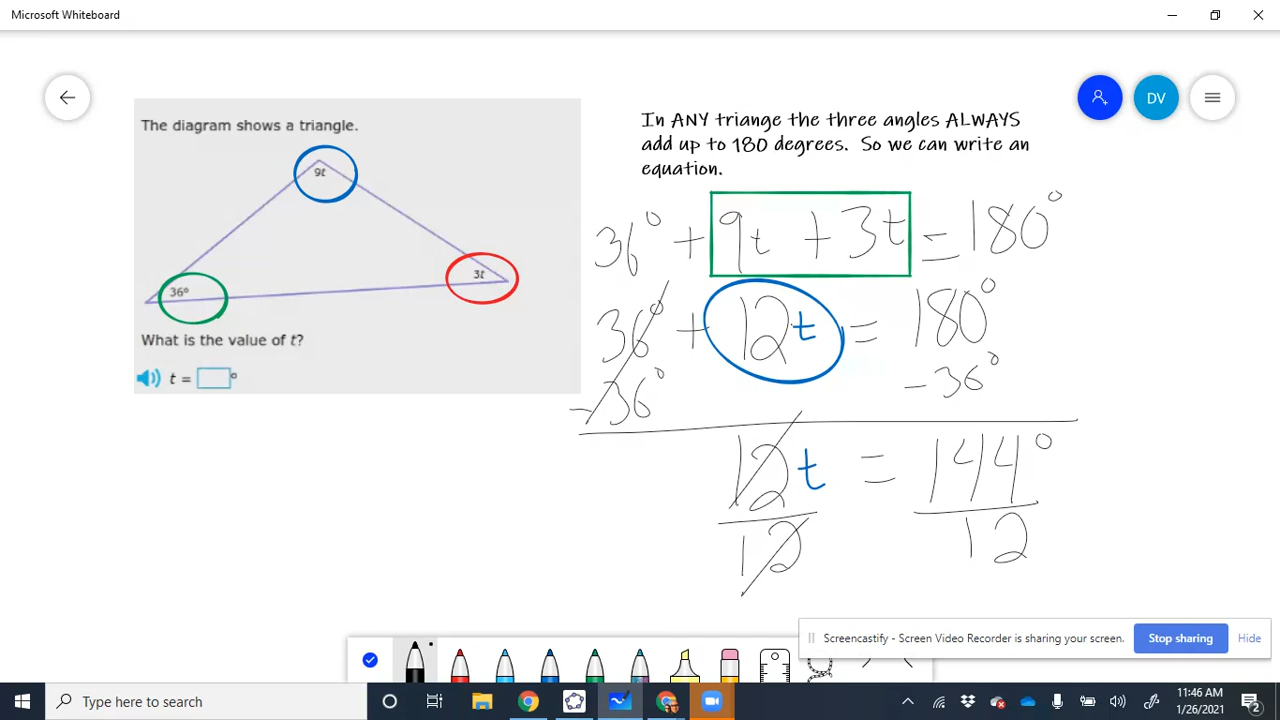 Microsoft Whiteboard
DV
The diagram shows a triangle.
9t
3t
36°
What is the value of t?
t = °
In ANY triange the three angles ALWAYS
add up to 180 degrees. So we can write an
equation.
36° + 9t + 3t = 180°
36° + 12t = 180°
-36° -36°
12t = 144°
12 12
Screencastify - Screen Video Recorder is sharing your screen.
Stop sharing
Hide
Type here to search
11:46 AM
1/26/2021
2